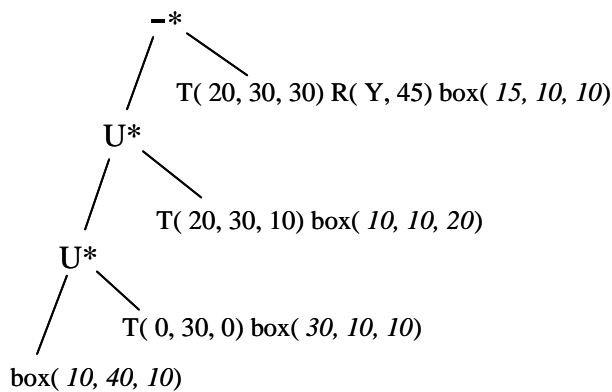 –*
T( 20, 30, 30) R( Y, 45) box( 15, 10, 10)
U*
T( 20, 30, 10) box( 10, 10, 20)
U*
T( 0, 30, 0) box( 30, 10, 10)
box( 10, 40, 10)